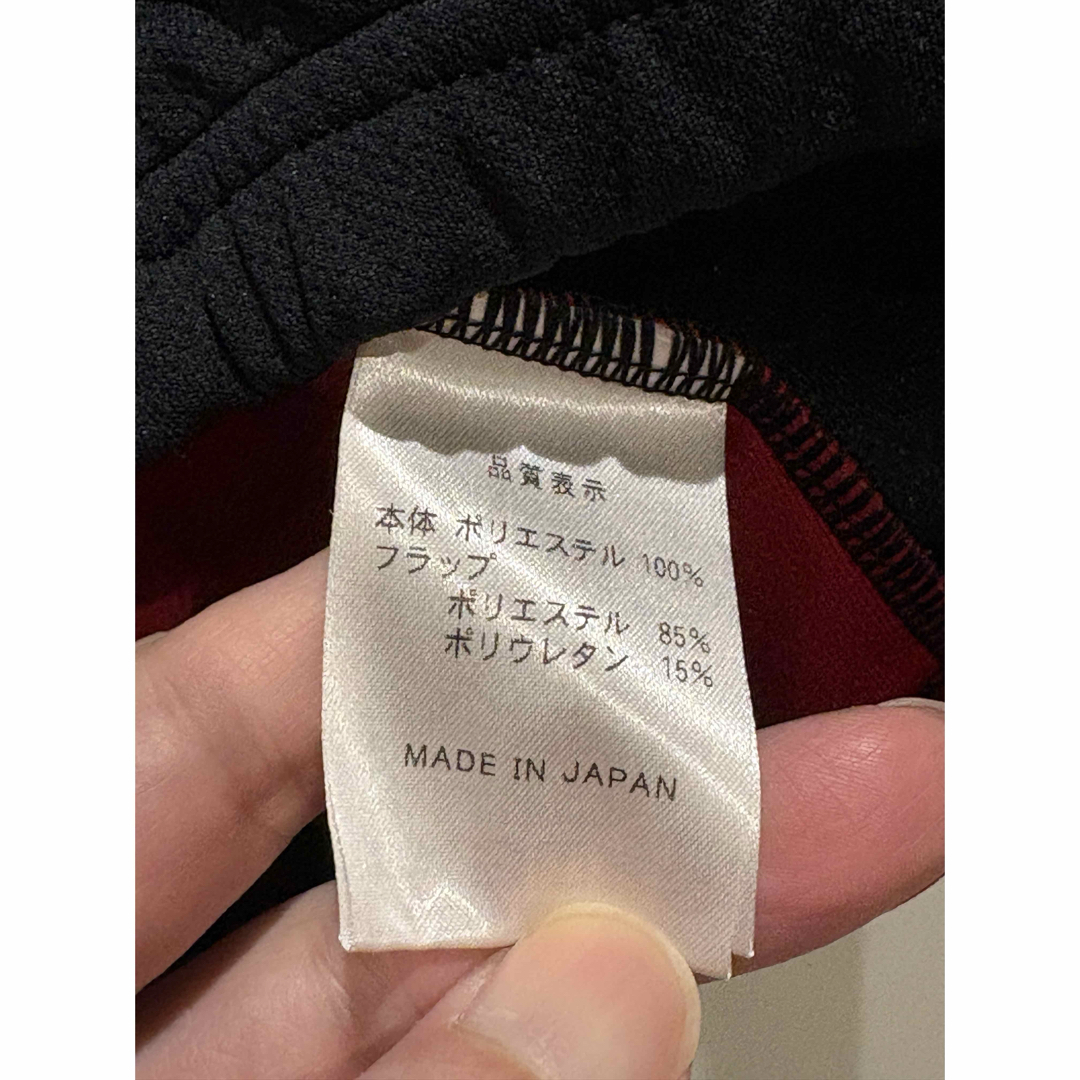 品質表示
本体 ポリエステル 100%
フラップ
ポリエステル 85%
ポリウレタン 15%
MADE IN JAPAN